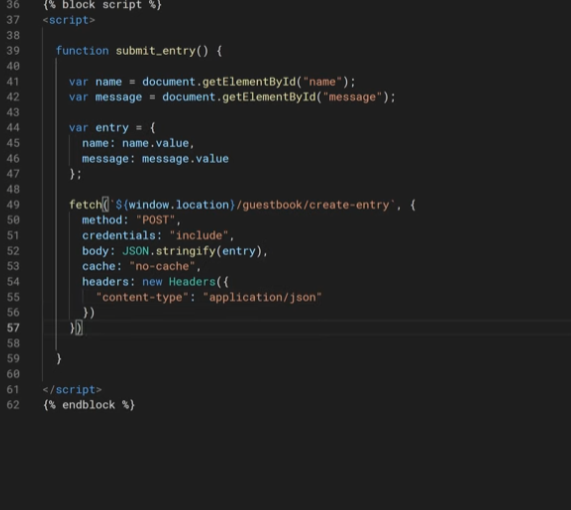 36 {% block script %}
37 <script>
38
39 function submit_entry() {
40
41 var name = document.getElementById("name");
42 var message = document.getElementById("message");
43
44 var entry = {
45 name: name.value,
46 message: message.value
47 };
48
49 fetch(`${window.location}/guestbook/create-entry`, {
50 method: "POST",
51 credentials: "include",
52 body: JSON.stringify(entry),
53 cache: "no-cache",
54 headers: new Headers({
55 "content-type": "application/json"
56 })
57 })
58
59 }
60
61 </script>
62 {% endblock %}